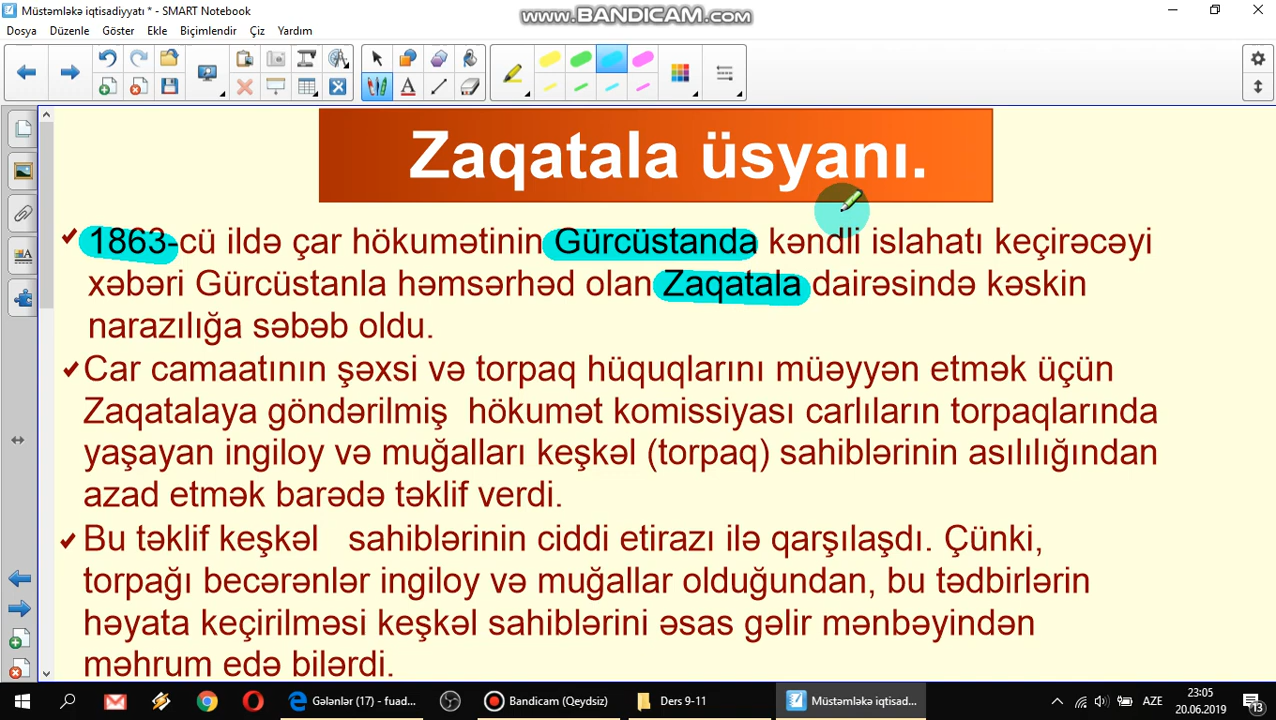 Müstəmləkə iqtisadiyyatı * - SMART Notebook
www.BANDICAM.com
Dosya Düzenle Göster Ekle Biçimlendir Çiz Yardım
Zaqatala üsyanı.
1863-cü ildə çar hökumətinin Gürcüstanda kəndli islahatı keçirəcəyi
xəbəri Gürcüstanla həmsərhəd olan Zaqatala dairəsində kəskin
narazılığa səbəb oldu.
Car camaatının şəxsi və torpaq hüquqlarını müəyyən etmək üçün
Zaqatalaya göndərilmiş hökumət komissiyası carlıların torpaqlarında
yaşayan ingiloy və muğalları keşkəl (torpaq) sahiblərinin asılılığından
azad etmək barədə təklif verdi.
Bu təklif keşkəl sahiblərinin ciddi etirazı ilə qarşılaşdı. Çünki,
torpağı becərənlər ingiloy və muğallar olduğundan, bu tədbirlərin
həyata keçirilməsi keşkəl sahiblərini əsas gəlir mənbəyindən
məhrum edə bilərdi.
Gələnlər (17) - fuad... Bandicam (Qeydsiz) Ders 9-11 Müstəmləkə iqtisad... AZE 23:05
20.06.2019 13